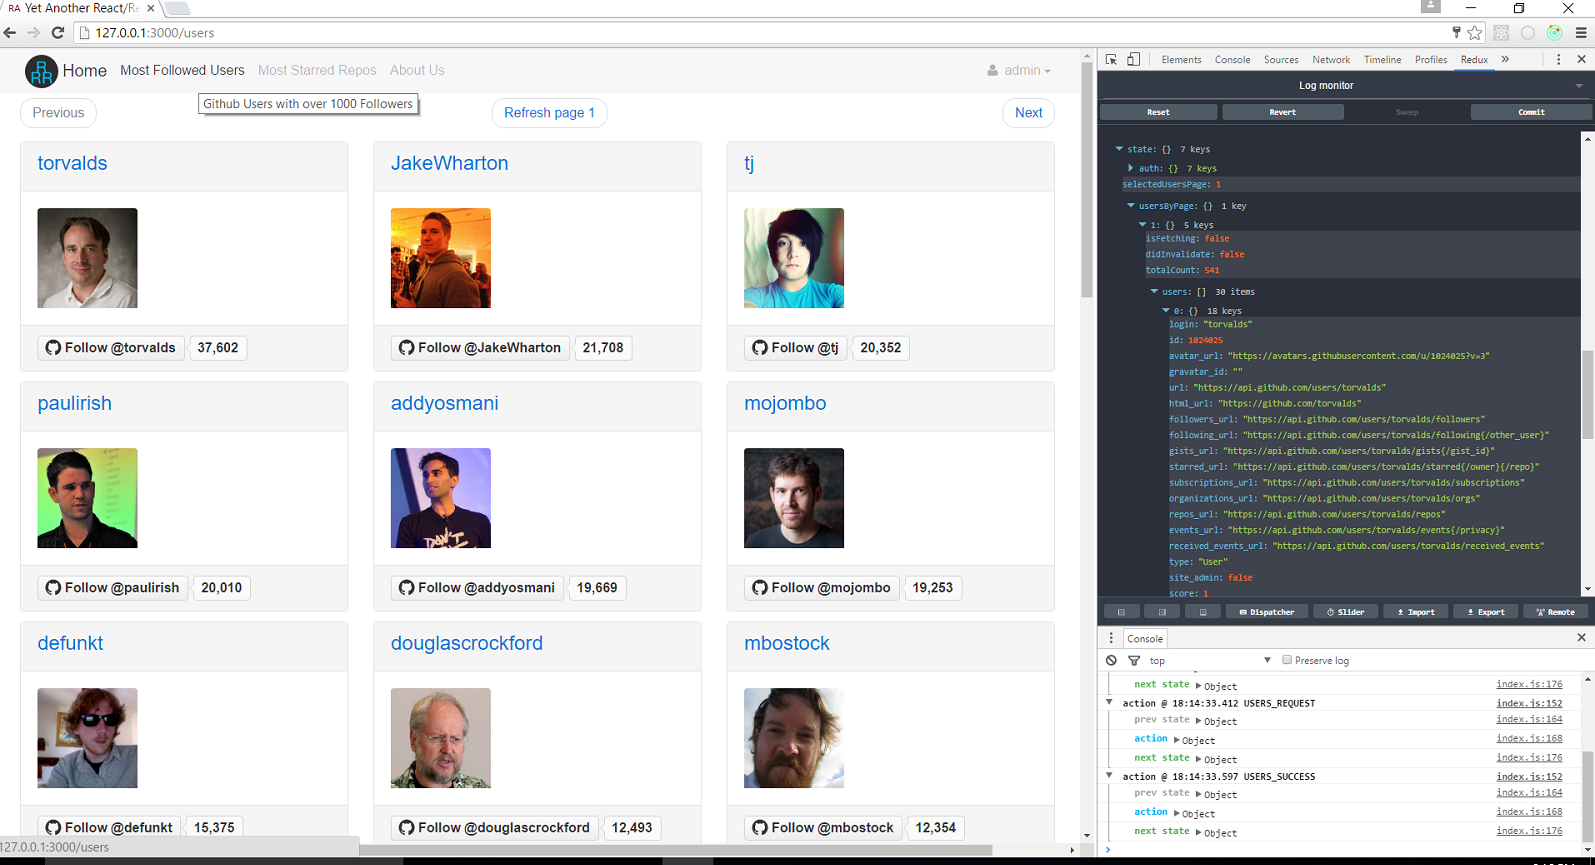 RA Yet Another React/Re
127.0.0.1:3000/users
RRR Home Most Followed Users Most Starred Repos About Us admin
Github Users with over 1000 Followers
Previous Refresh page 1 Next
torvalds JakeWharton tj
Follow @torvalds 37,602 Follow @JakeWharton 21,708 Follow @tj 20,352
paulirish addyosmani mojombo
DON'T
Follow @paulirish 20,010 Follow @addyosmani 19,669 Follow @mojombo 19,253
defunkt douglascrockford mbostock
Follow @defunkt 15,375 Follow @douglascrockford 12,493 Follow @mbostock 12,354
127.0.0.1:3000/users
Elements Console Sources Network Timeline Profiles Redux »
Log monitor
Reset Revert Sweep Commit
state: {} 7 keys
auth: {} 7 keys
selectedUsersPage: 1
usersByPage: {} 1 key
1: {} 5 keys
isFetching: false
didInvalidate: false
totalCount: 541
users: [] 30 items
0: {} 18 keys
login: "torvalds"
id: 1024025
avatar_url: "https://avatars.githubusercontent.com/u/1024025?v=3"
gravatar_id: ""
url: "https://api.github.com/users/torvalds"
html_url: "https://github.com/torvalds"
followers_url: "https://api.github.com/users/torvalds/followers"
following_url: "https://api.github.com/users/torvalds/following{/other_user}"
gists_url: "https://api.github.com/users/torvalds/gists{/gist_id}"
starred_url: "https://api.github.com/users/torvalds/starred{/owner}{/repo}"
subscriptions_url: "https://api.github.com/users/torvalds/subscriptions"
organizations_url: "https://api.github.com/users/torvalds/orgs"
repos_url: "https://api.github.com/users/torvalds/repos"
events_url: "https://api.github.com/users/torvalds/events{/privacy}"
received_events_url: "https://api.github.com/users/torvalds/received_events"
type: "User"
site_admin: false
score: 1
Dispatcher Slider Import Export Remote
Console
top Preserve log
next state Object index.js:176
action @ 18:14:33.412 USERS_REQUEST index.js:152
prev state Object index.js:164
action Object index.js:168
next state Object index.js:176
action @ 18:14:33.597 USERS_SUCCESS index.js:152
prev state Object index.js:164
action Object index.js:168
next state Object index.js:176